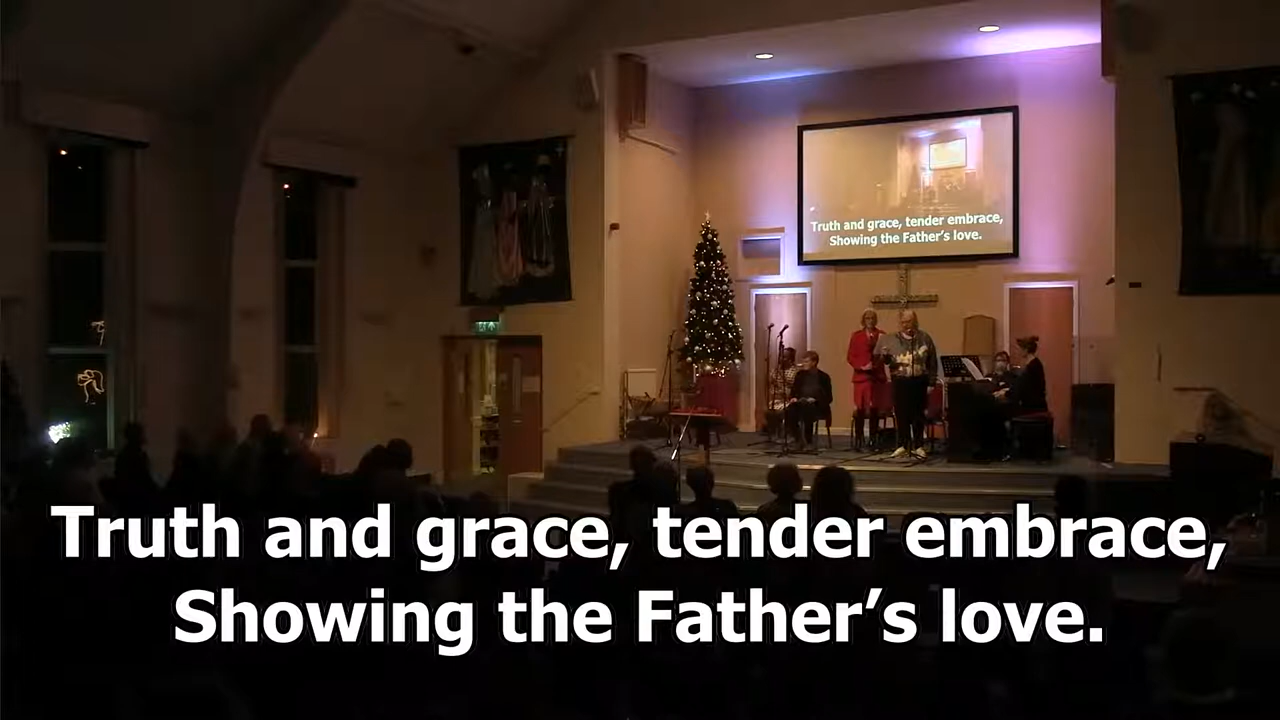 Truth and grace, tender embrace,
Showing the Father's love.
Truth and grace, tender embrace,
Showing the Father's love.